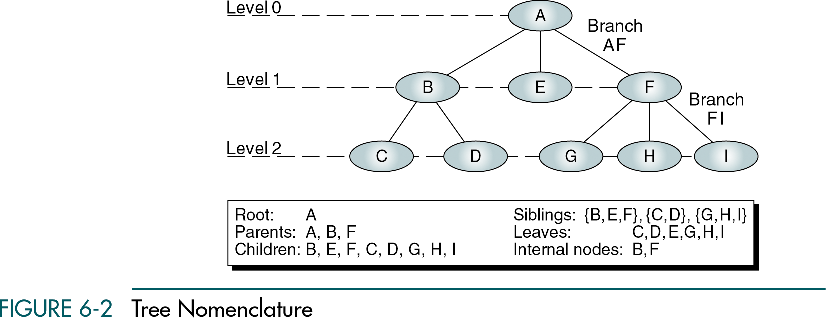 Level 0
A
Branch
AF
Level 1
B E F
Branch
FI
Level 2
C D G H I
Root: A
Parents: A, B, F
Children: B, E, F, C, D, G, H, I
Siblings: {B,E,F}, {C,D}, {G,H,I}
Leaves: C,D,E,G,H,I
Internal nodes: B,F
FIGURE 6-2 Tree Nomenclature